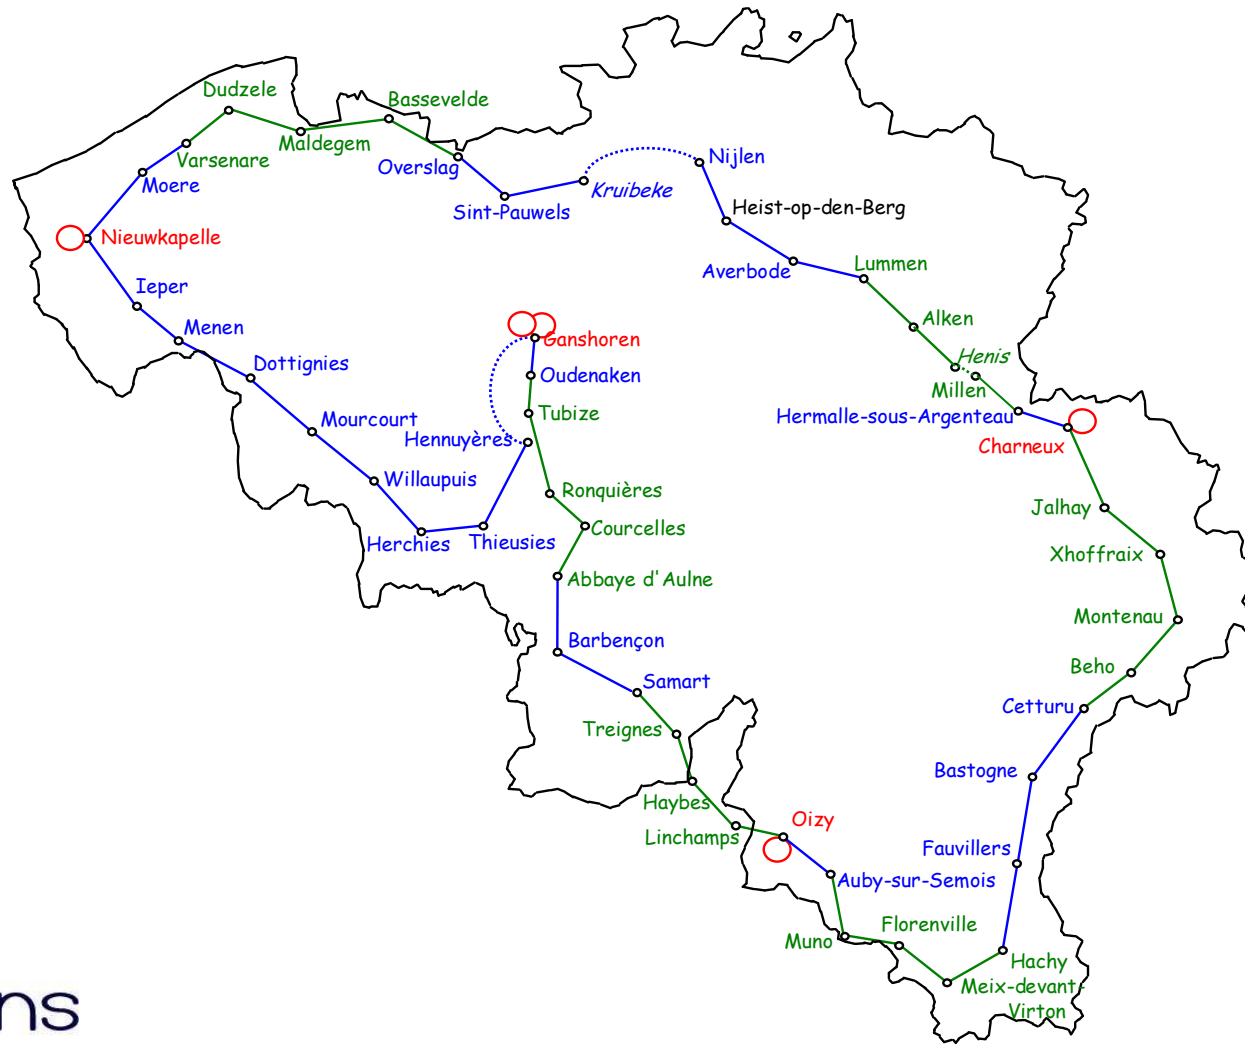 Dudzele
Bassevelde
Maldegem
Varsenare
Overslag
Nijlen
Moere
Kruibeke
Sint-Pauwels
Heist-op-den-Berg
Nieuwkapelle
Averbode
Lummen
Ieper
Alken
Menen
Ganshoren
Henis
Dottignies
Oudenaken
Millen
Tubize
Hermalle-sous-Argenteau
Mourcourt
Hennuyères
Charneux
Willaupuis
Ronquières
Jalhay
Courcelles
Herchies
Thieusies
Xhoffraix
Abbaye d'Aulne
Montenau
Barbençon
Beho
Samart
Cetturu
Treignes
Bastogne
Haybes
Oizy
Linchamps
Fauvillers
Auby-sur-Semois
Florenville
Muno
Hachy
Meix-devant-
Virton
ns